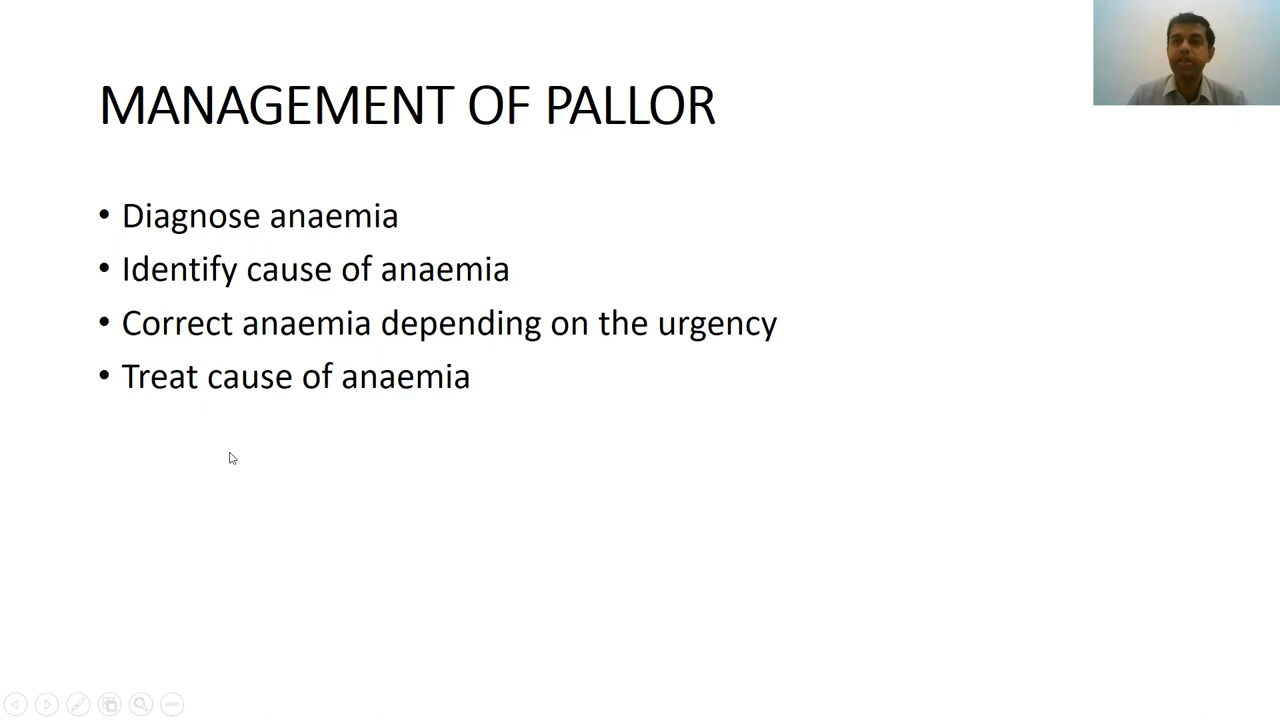 MANAGEMENT OF PALLOR
• Diagnose anaemia
• Identify cause of anaemia
• Correct anaemia depending on the urgency
• Treat cause of anaemia